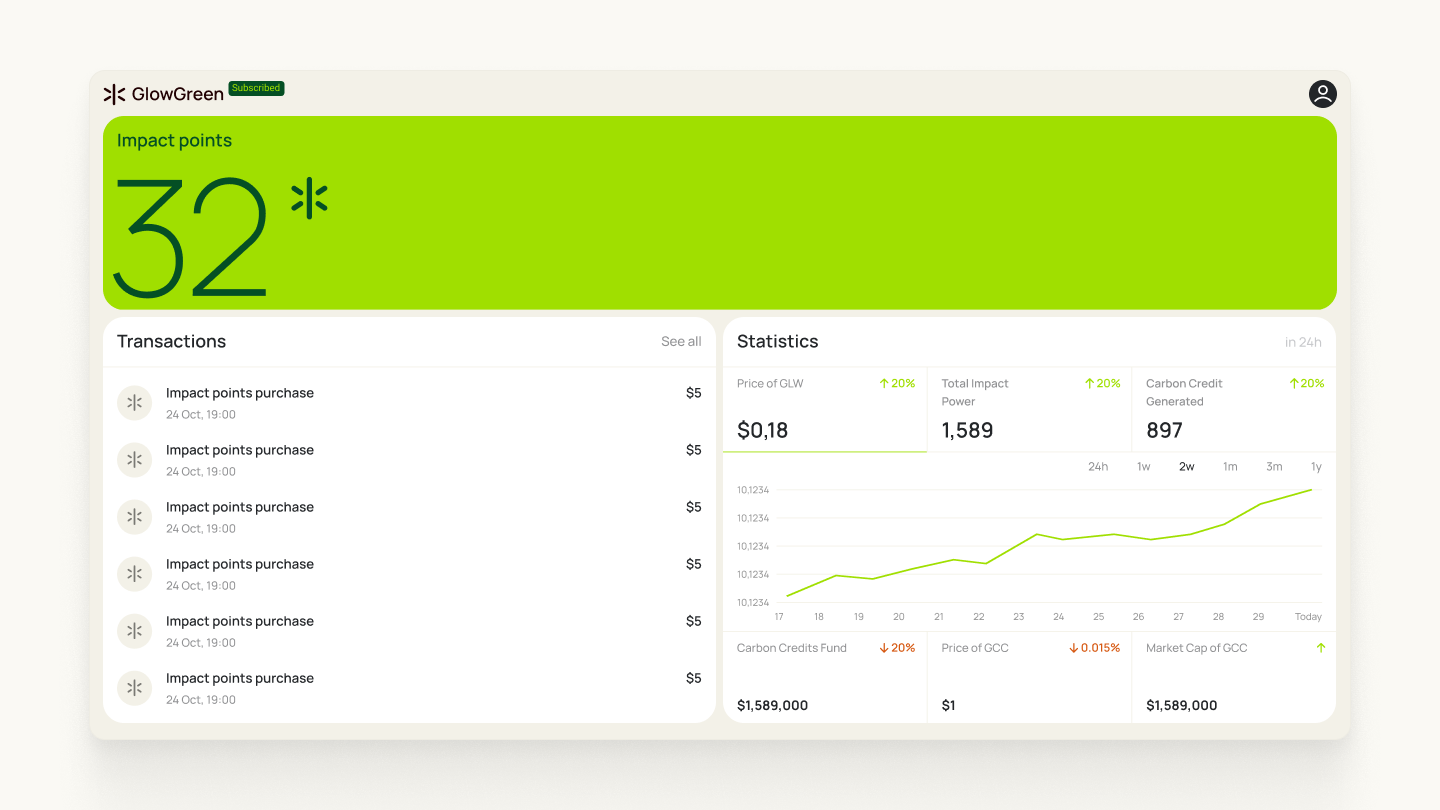 GlowGreen Subscribed
Impact points
32
Transactions
See all
Impact points purchase
$5
24 Oct, 19:00
Impact points purchase
$5
24 Oct, 19:00
Impact points purchase
$5
24 Oct, 19:00
Impact points purchase
$5
24 Oct, 19:00
Impact points purchase
$5
24 Oct, 19:00
Impact points purchase
$5
24 Oct, 19:00
Statistics
in 24h
Price of GLW
↑ 20%
$0,18
Total Impact
Power
↑ 20%
1,589
Carbon Credit
Generated
↑ 20%
897
24h 1w 2w 1m 3m 1y
10,1234
10,1234
10,1234
10,1234
10,1234
17 18 19 20 21 22 23 24 25 26 27 28 29 Today
Carbon Credits Fund
↓ 20%
$1,589,000
Price of GCC
↓ 0.015%
$1
Market Cap of GCC
↑
$1,589,000